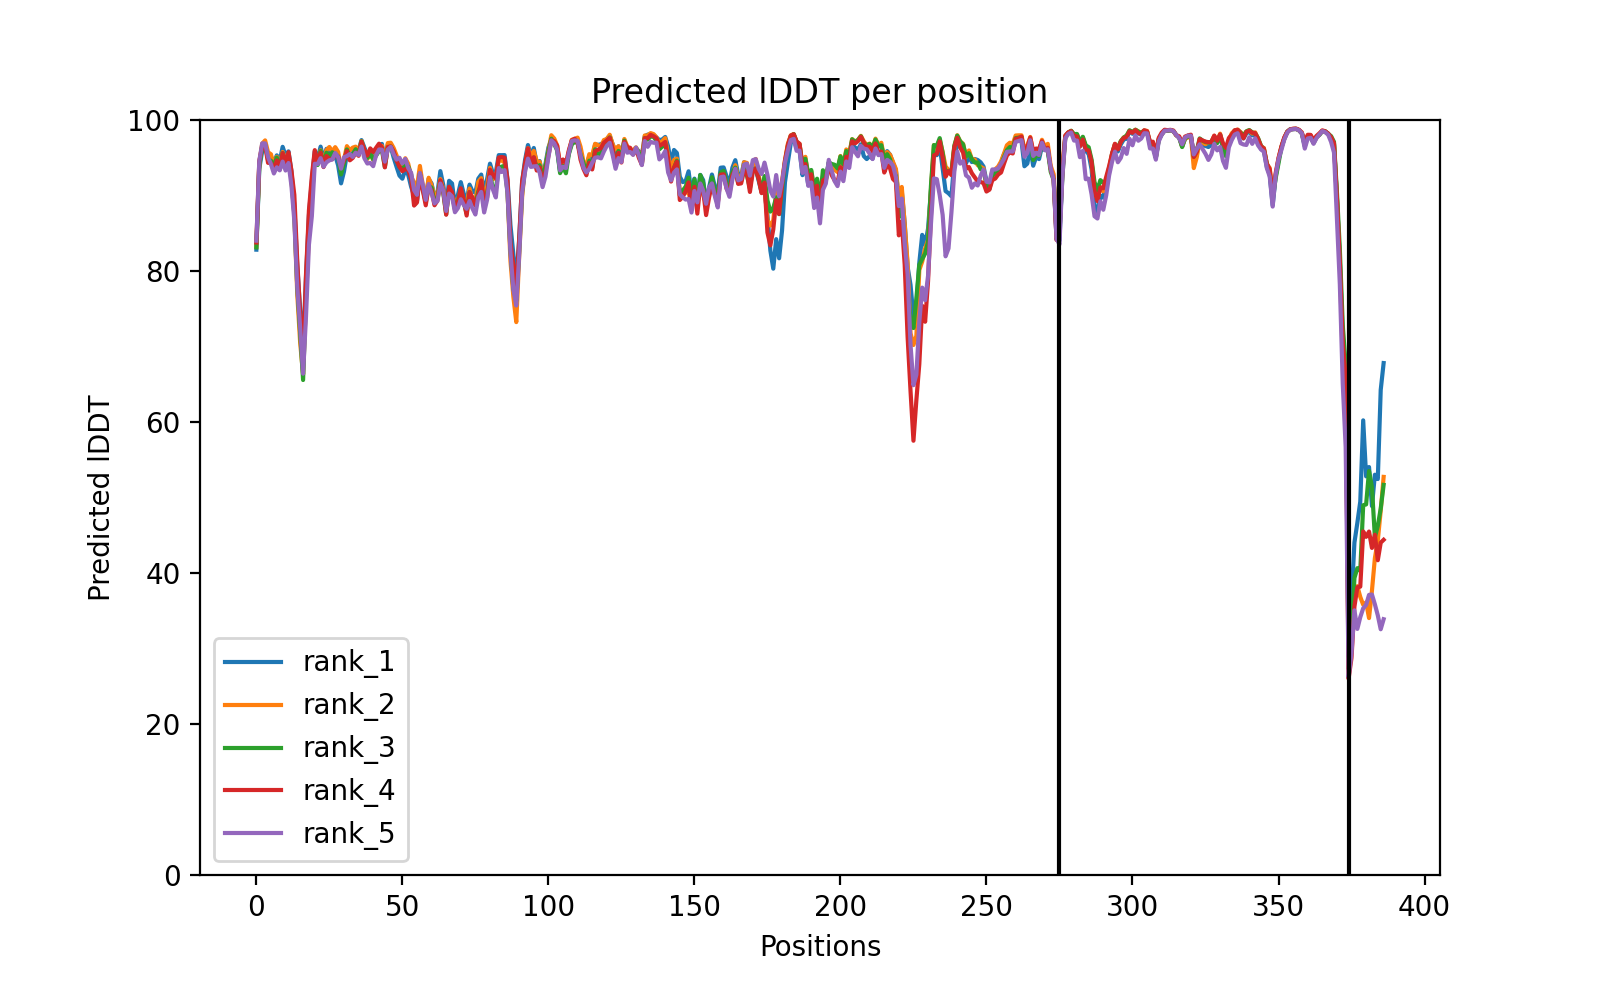 Predicted lDDT per position
100
80
60
40
20
0
Predicted lDDT
rank_1
rank_2
rank_3
rank_4
rank_5
0 50 100 150 200 250 300 350 400
Positions